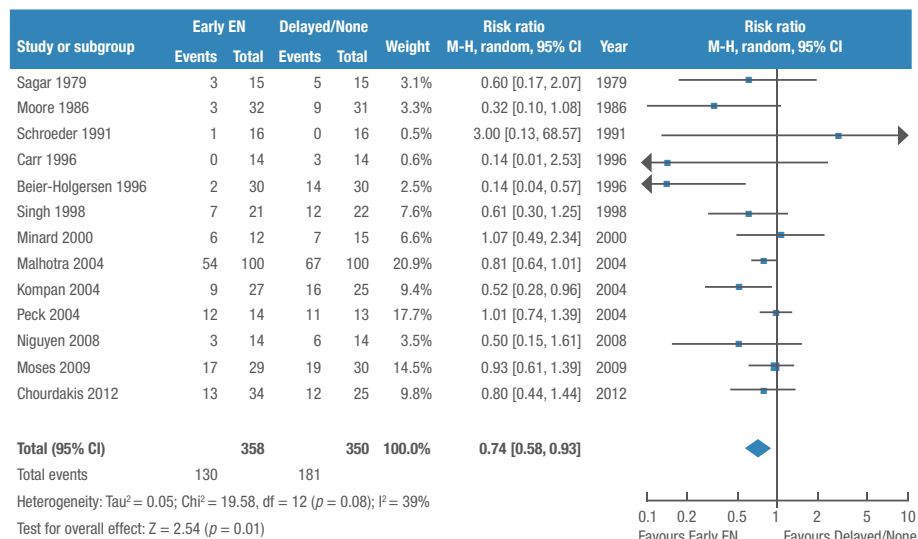 Early EN Delayed/None Risk ratio Risk ratio
Study or subgroup Events Total Events Total Weight M-H, random, 95% CI Year M-H, random, 95% CI
Sagar 1979 3 15 5 15 3.1% 0.60 [0.17, 2.07] 1979
Moore 1986 3 32 9 31 3.3% 0.32 [0.10, 1.08] 1986
Schroeder 1991 1 16 0 16 0.5% 3.00 [0.13, 68.57] 1991
Carr 1996 0 14 3 14 0.6% 0.14 [0.01, 2.53] 1996
Beier-Holgersen 1996 2 30 14 30 2.5% 0.14 [0.04, 0.57] 1996
Singh 1998 7 21 12 22 7.6% 0.61 [0.30, 1.25] 1998
Minard 2000 6 12 7 15 6.6% 1.07 [0.49, 2.34] 2000
Malhotra 2004 54 100 67 100 20.9% 0.81 [0.64, 1.01] 2004
Kompan 2004 9 27 16 25 9.4% 0.52 [0.28, 0.96] 2004
Peck 2004 12 14 11 13 17.7% 1.01 [0.74, 1.39] 2004
Niguyen 2008 3 14 6 14 3.5% 0.50 [0.15, 1.61] 2008
Moses 2009 17 29 19 30 14.5% 0.93 [0.61, 1.39] 2009
Chourdakis 2012 13 34 12 25 9.8% 0.80 [0.44, 1.44] 2012
Total (95% CI) 358 350 100.0% 0.74 [0.58, 0.93]
Total events 130 181
Heterogeneity: Tau² = 0.05; Chi² = 19.58, df = 12 (p = 0.08); I² = 39%
Test for overall effect: Z = 2.54 (p = 0.01)
0.1 0.2 0.5 1 2 5 10
Favours Early EN Favours Delayed/None